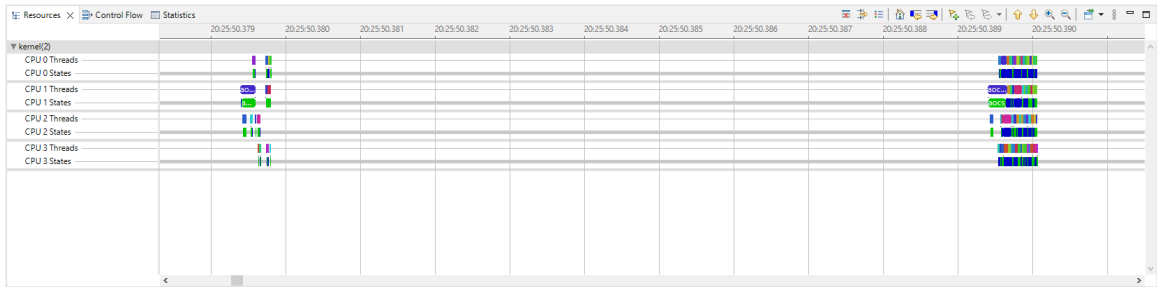 Resources Control Flow Statistics
20:25:50.379 20:25:50.380 20:25:50.381 20:25:50.382 20:25:50.383 20:25:50.384 20:25:50.385 20:25:50.386 20:25:50.387 20:25:50.388 20:25:50.389 20:25:50.390
kernel(2)
CPU 0 Threads
CPU 0 States
CPU 1 Threads ao... aoc...
CPU 1 States a... aocs
CPU 2 Threads
CPU 2 States
CPU 3 Threads
CPU 3 States